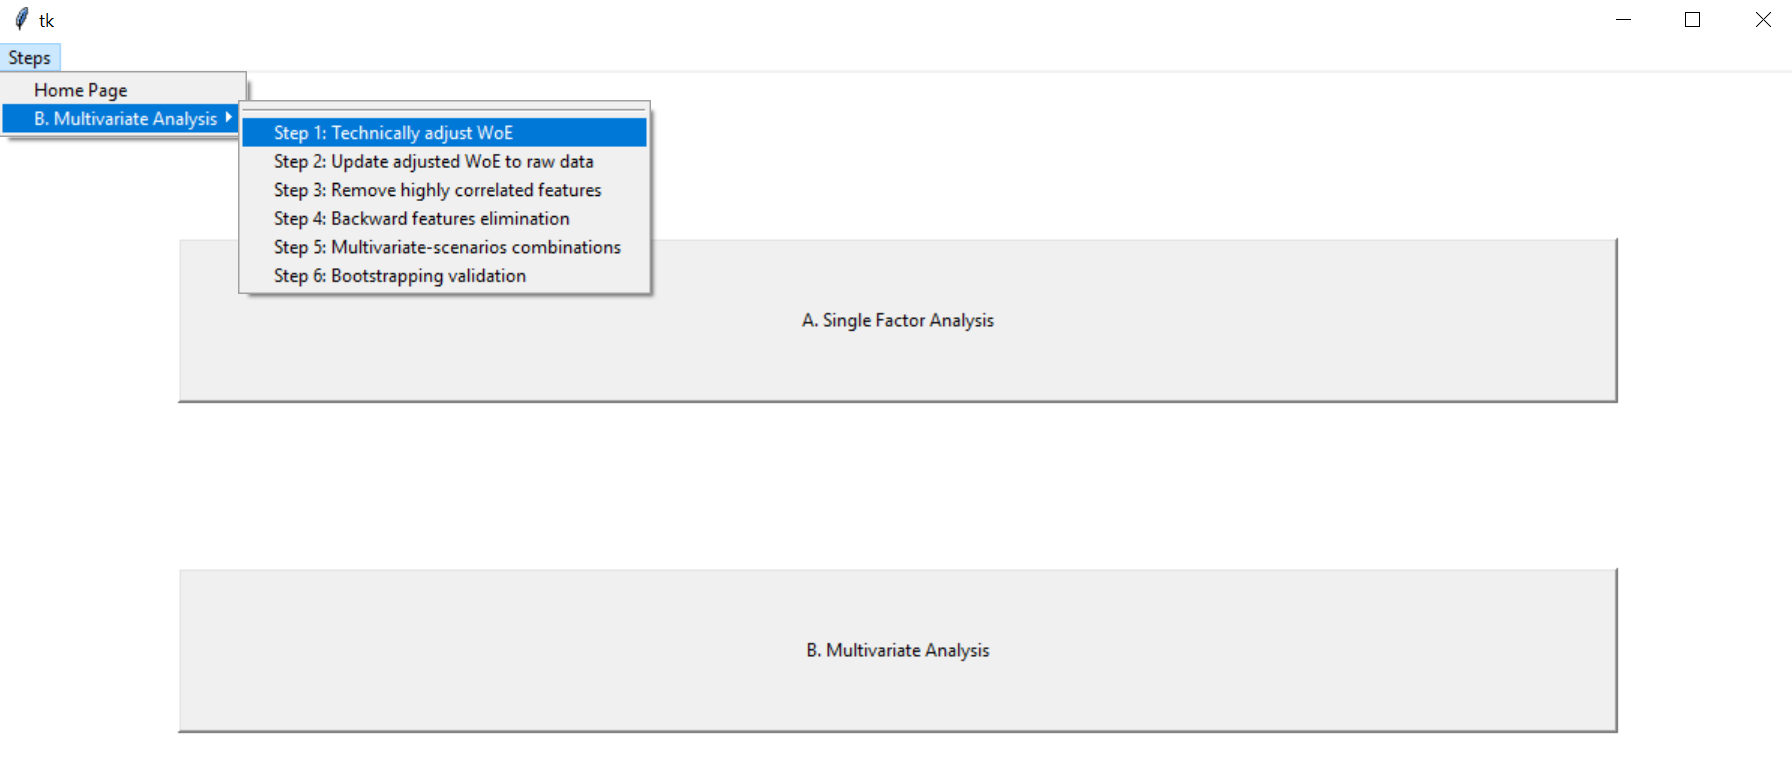 tk
Steps
Home Page
B. Multivariate Analysis
Step 1: Technically adjust WoE
Step 2: Update adjusted WoE to raw data
Step 3: Remove highly correlated features
Step 4: Backward features elimination
Step 5: Multivariate-scenarios combinations
Step 6: Bootstrapping validation
A. Single Factor Analysis
B. Multivariate Analysis